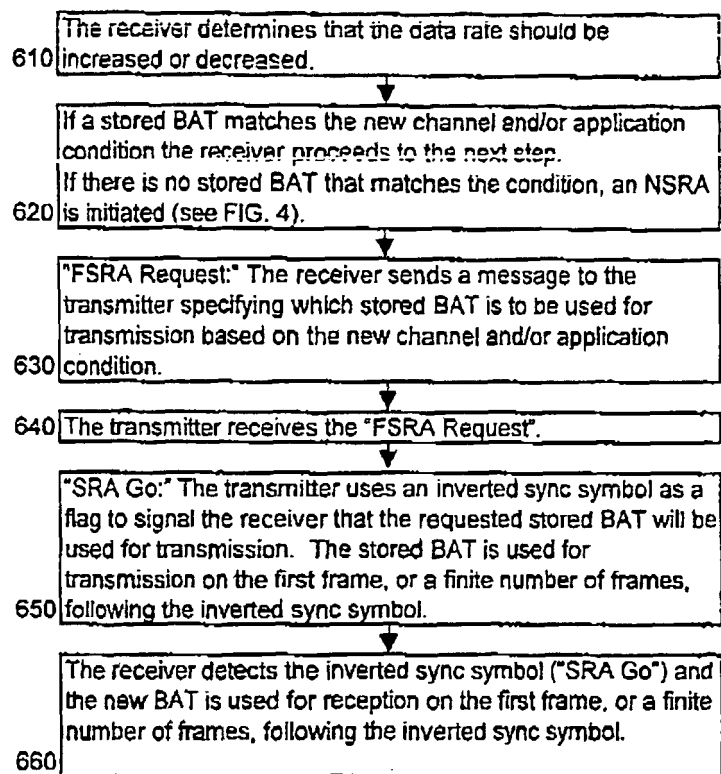 The receiver determines that the data rate should be
610 increased or decreased.
If a stored BAT matches the new channel and/or application
condition the receiver proceeds to the next step.
If there is no stored BAT that matches the condition, an NSRA
620 is initiated (see FIG. 4).
"FSRA Request:" The receiver sends a message to the
transmitter specifying which stored BAT is to be used for
transmission based on the new channel and/or application
630 condition.
640 The transmitter receives the "FSRA Request".
"SRA Go:" The transmitter uses an inverted sync symbol as a
flag to signal the receiver that the requested stored BAT will be
used for transmission. The stored BAT is used for
transmission on the first frame, or a finite number of frames,
650 following the inverted sync symbol.
The receiver detects the inverted sync symbol ("SRA Go") and
the new BAT is used for reception on the first frame, or a finite
number of frames, following the inverted sync symbol.
660